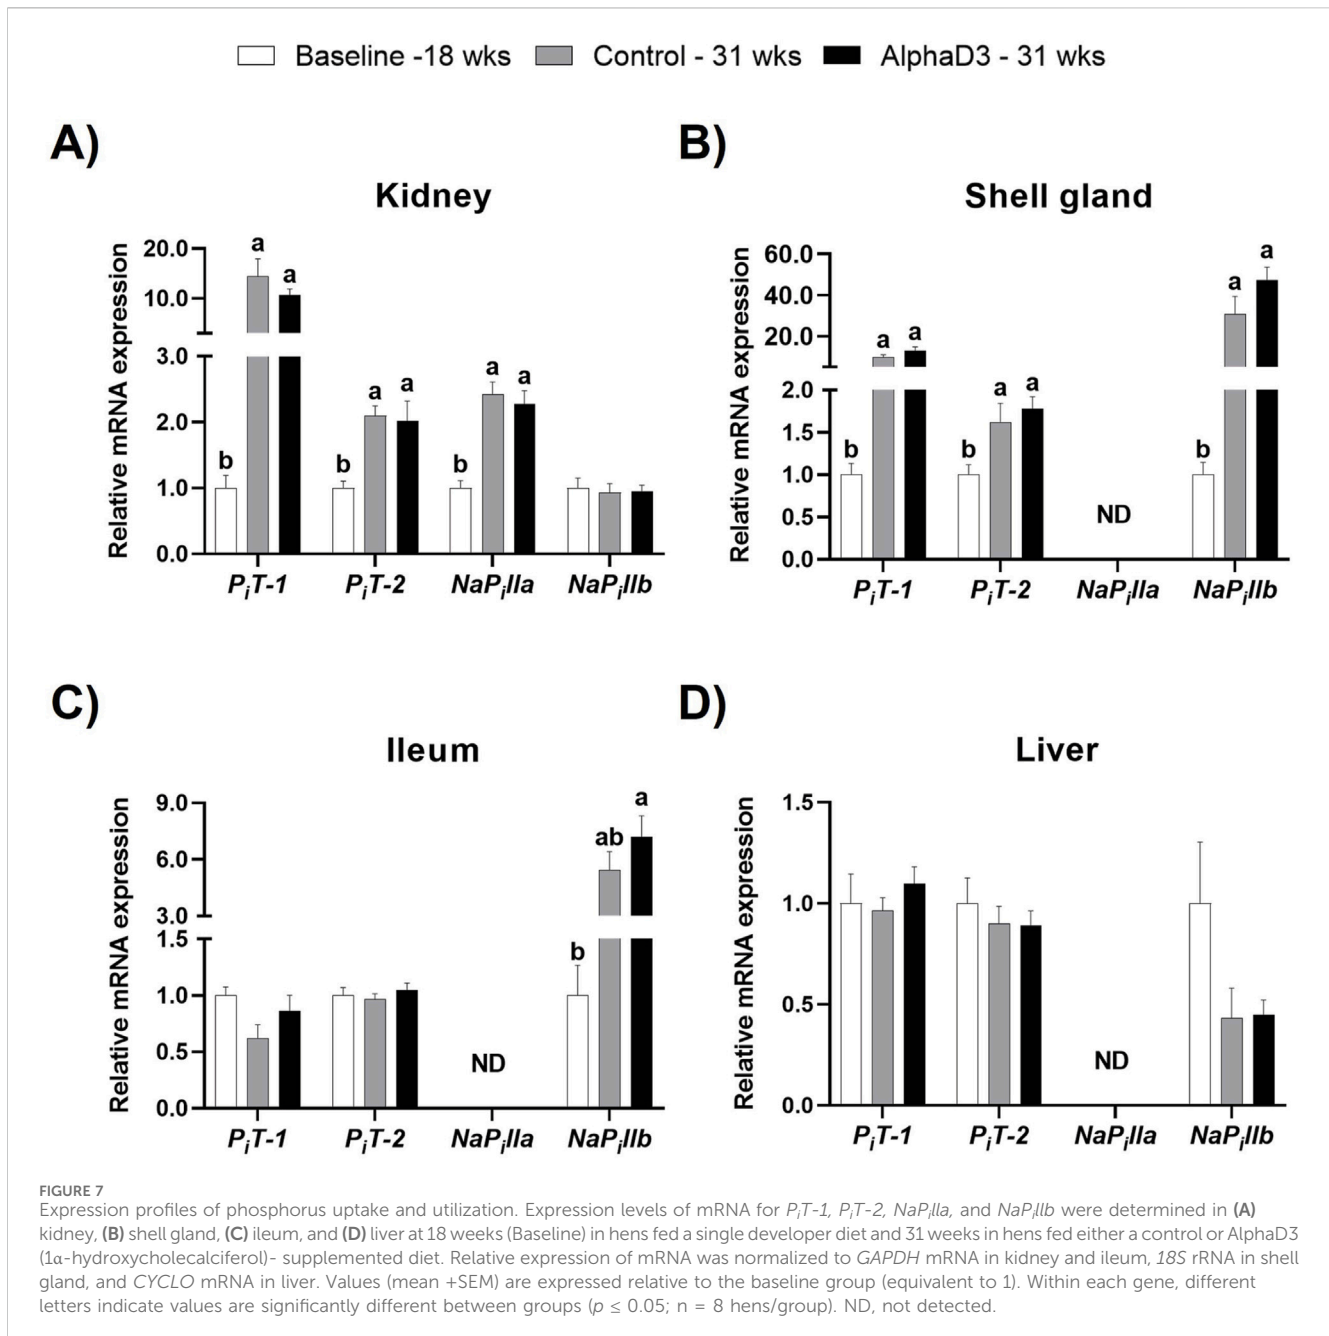 Baseline -18 wks Control - 31 wks AlphaD3 - 31 wks
A)
Kidney
Relative mRNA expression
20.0
10.0
3.0
2.0
1.0
0.0
b a a
b a a
b a a
PiT-1 PiT-2 NaPiIIa NaPiIIb
B)
Shell gland
Relative mRNA expression
60.0
40.0
20.0
2.0
1.5
1.0
0.5
0.0
b a a
b a a
ND
b a a
PiT-1 PiT-2 NaPiIIa NaPiIIb
C)
Ileum
Relative mRNA expression
9.0
6.0
3.0
1.5
1.0
0.5
0.0
ND
b ab a
PiT-1 PiT-2 NaPiIIa NaPiIIb
D)
Liver
Relative mRNA expression
1.5
1.0
0.5
0.0
ND
PiT-1 PiT-2 NaPiIIa NaPiIIb
FIGURE 7
Expression profiles of phosphorus uptake and utilization. Expression levels of mRNA for PiT-1, PiT-2, NaPiIIa, and NaPiIIb were determined in (A)
kidney, (B) shell gland, (C) ileum, and (D) liver at 18 weeks (Baseline) in hens fed a single developer diet and 31 weeks in hens fed either a control or AlphaD3
(1α-hydroxycholecalciferol)- supplemented diet. Relative expression of mRNA was normalized to GAPDH mRNA in kidney and ileum, 18S rRNA in shell
gland, and CYCLO mRNA in liver. Values (mean +SEM) are expressed relative to the baseline group (equivalent to 1). Within each gene, different
letters indicate values are significantly different between groups (p ≤ 0.05; n = 8 hens/group). ND, not detected.